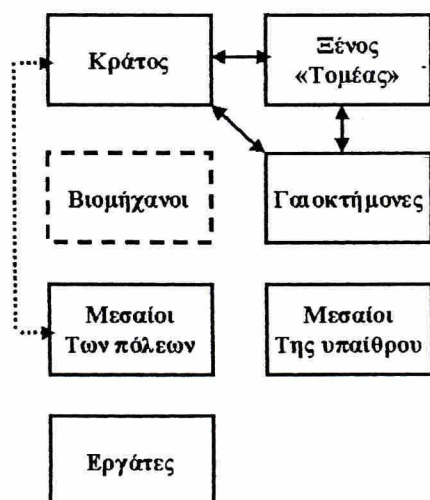 Κράτος
Ξένος
«Τομέας»
Βιομήχανοι
Γαιοκτήμονες
Μεσαίοι
Των πόλεων
Μεσαίοι
Της υπαίθρου
Εργάτες